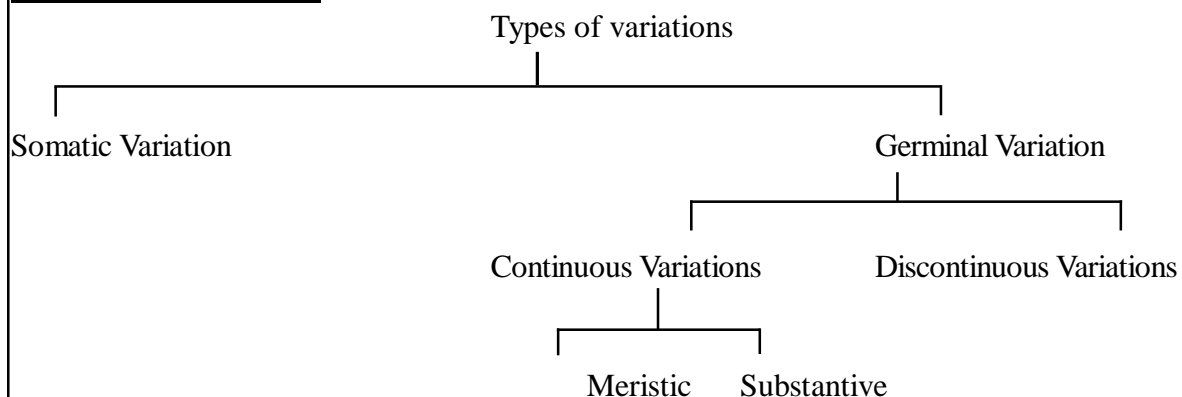 Types of variations
Somatic Variation Germinal Variation
Continuous Variations Discontinuous Variations
Meristic Substantive